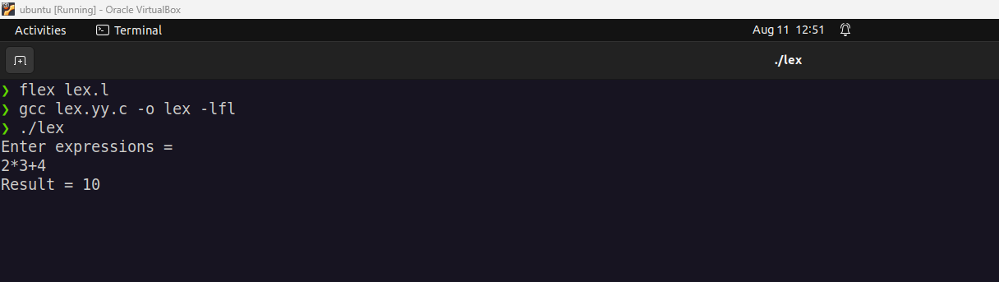 ubuntu [Running] - Oracle VirtualBox
Activities Terminal Aug 11 12:51
./lex
❯ flex lex.l
❯ gcc lex.yy.c -o lex -lfl
❯ ./lex
Enter expressions =
2*3+4
Result = 10